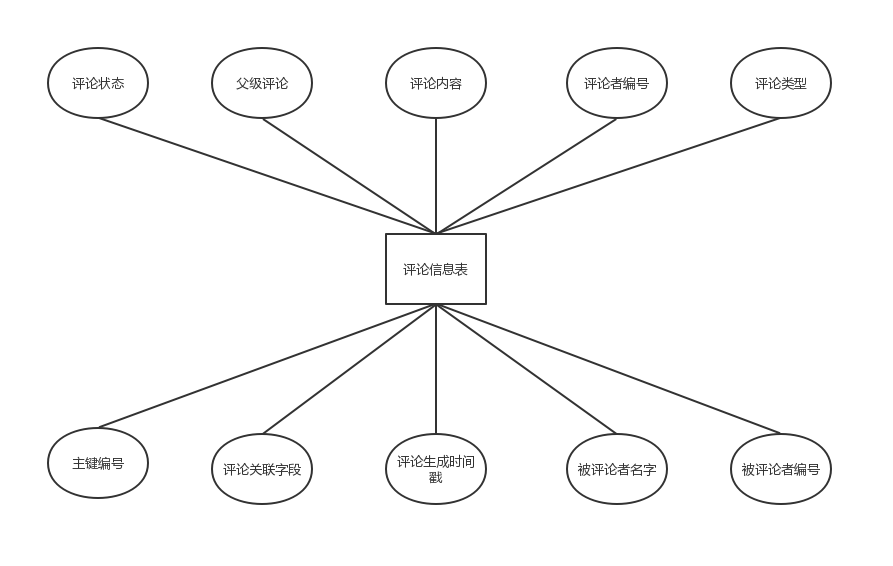 评论状态
父级评论
评论内容
评论者编号
评论类型
评论信息表
主键编号
评论关联字段
评论生成时间
戳
被评论者名字
被评论者编号